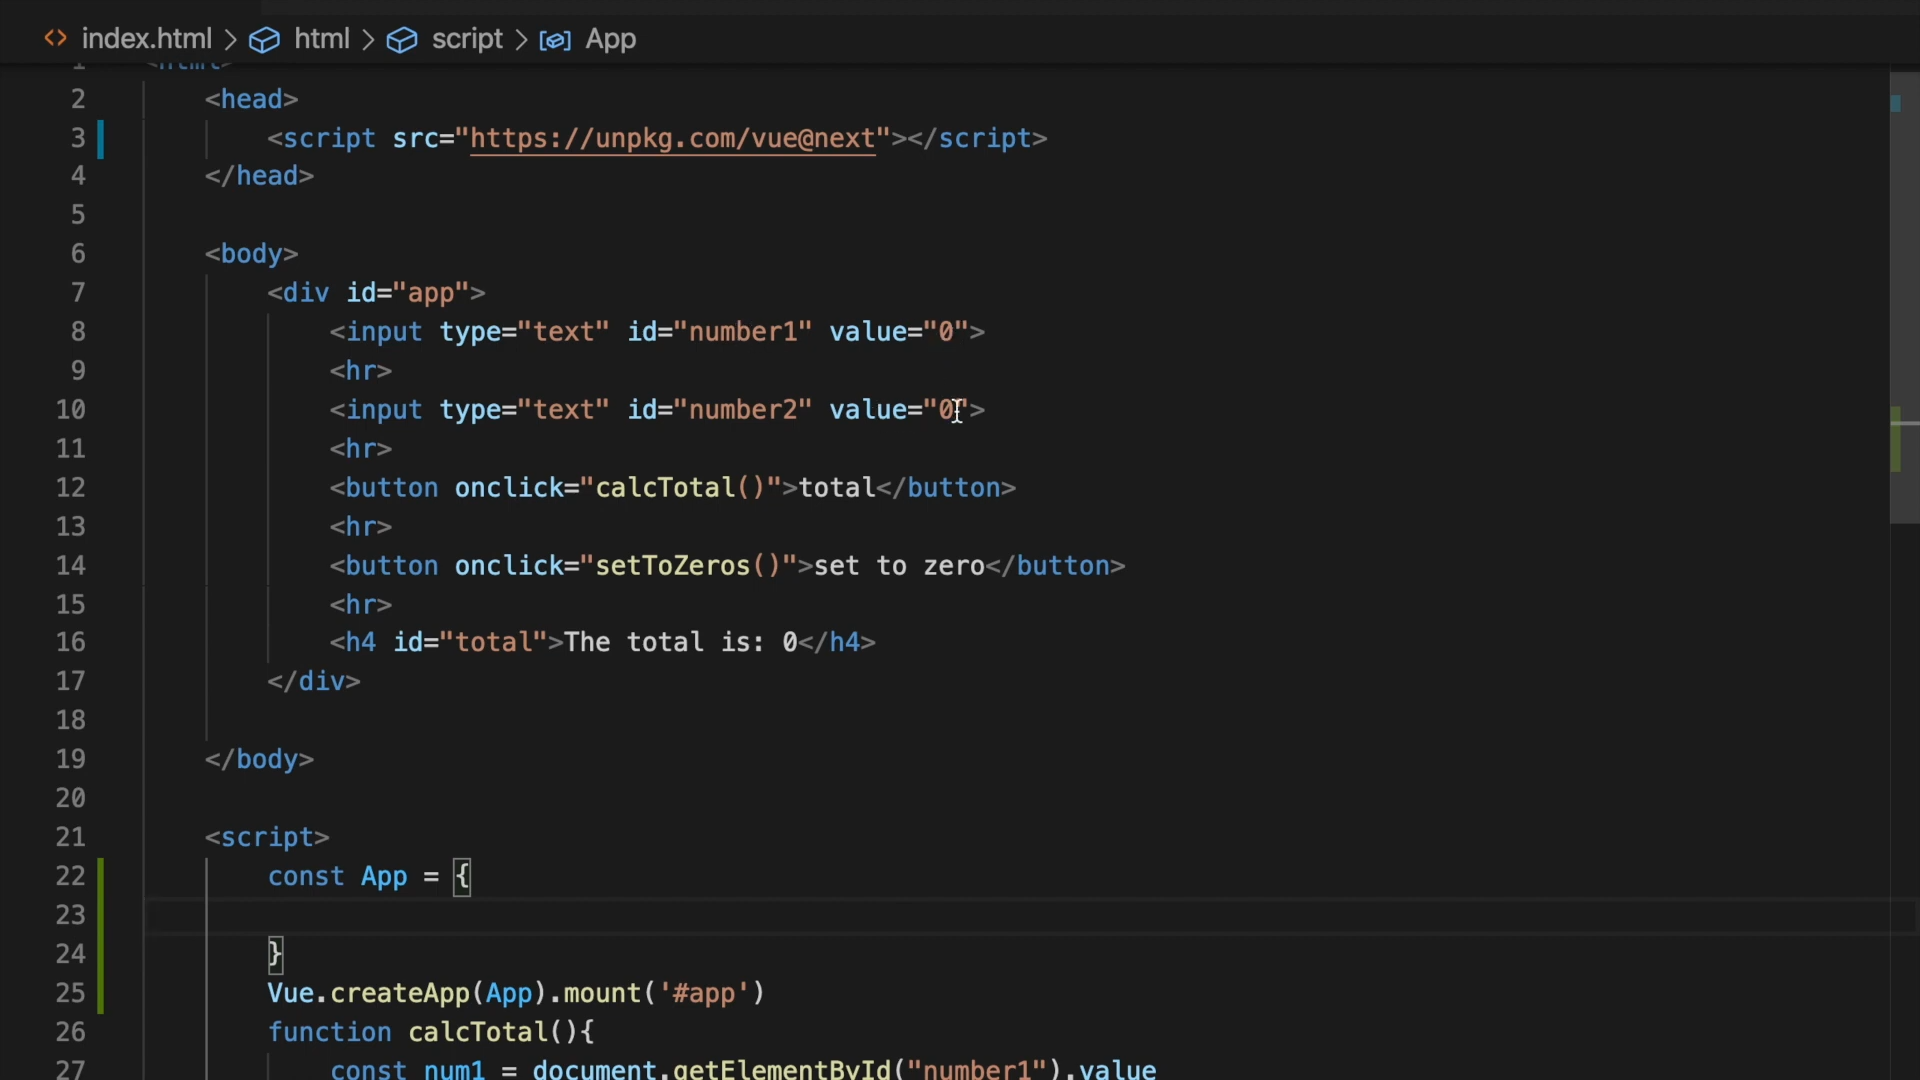 index.html > html > script > App
1 <html>
2 <head>
3 <script src="https://unpkg.com/vue@next"></script>
4 </head>
5
6 <body>
7 <div id="app">
8 <input type="text" id="number1" value="0">
9 <hr>
10 <input type="text" id="number2" value="0">
11 <hr>
12 <button onclick="calcTotal()">total</button>
13 <hr>
14 <button onclick="setToZeros()">set to zero</button>
15 <hr>
16 <h4 id="total">The total is: 0</h4>
17 </div>
18
19 </body>
20
21 <script>
22 const App = {
23
24 }
25 Vue.createApp(App).mount('#app')
26 function calcTotal(){
27 const num1 = document.getElementById("number1").value